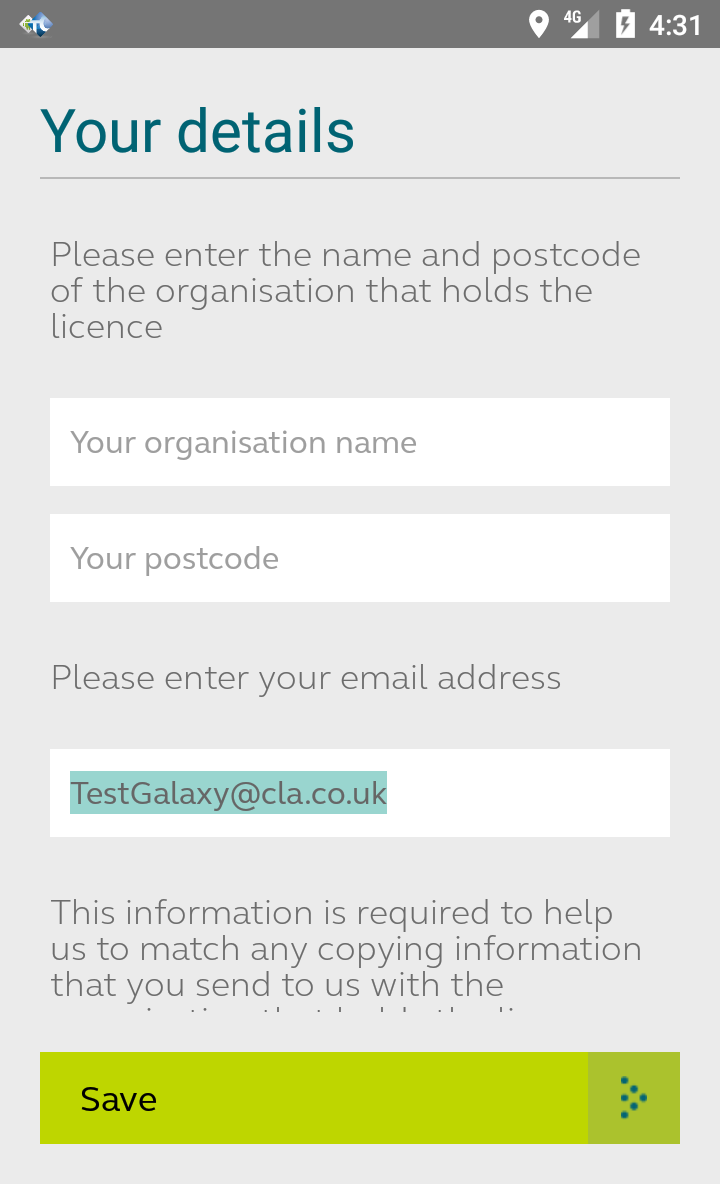 4G 4:31
Your details
Please enter the name and postcode
of the organisation that holds the
licence
Your organisation name
Your postcode
Please enter your email address
TestGalaxy@cla.co.uk
This information is required to help
us to match any copying information
that you send to us with the
Save